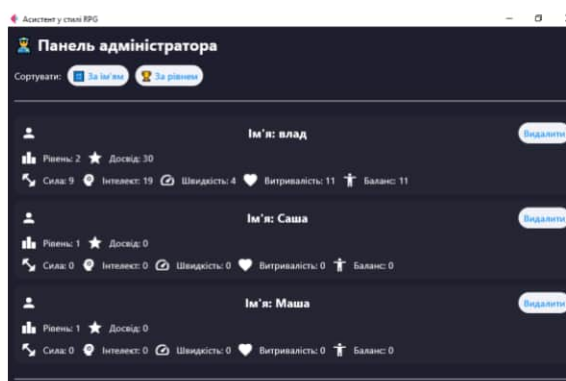 Асистент у стилі RPG
Панель адміністратора
Сортувати: За ім'ям За рівнем
Ім'я: влад
Видалити
Рівень: 2 Досвід: 30
Сила: 9 Інтелект: 19 Швидкість: 4 Витривалість: 11 Баланс: 11
Ім'я: Саша
Видалити
Рівень: 1 Досвід: 0
Сила: 0 Інтелект: 0 Швидкість: 0 Витривалість: 0 Баланс: 0
Ім'я: Маша
Видалити
Рівень: 1 Досвід: 0
Сила: 0 Інтелект: 0 Швидкість: 0 Витривалість: 0 Баланс: 0